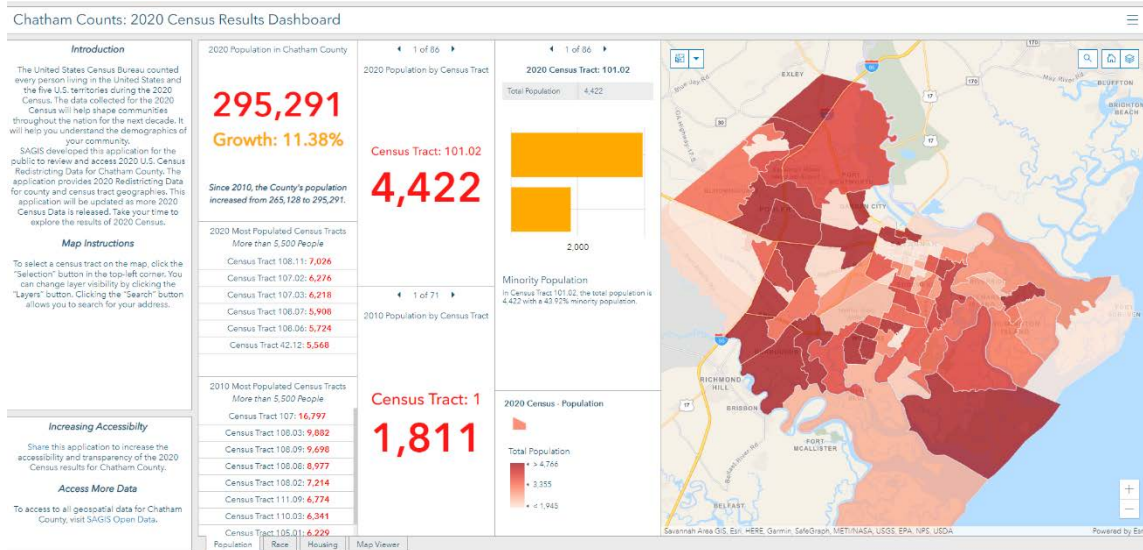 Chatham Counts: 2020 Census Results Dashboard
Introduction
The United States Census Bureau counted
every person living in the United States and
the five U.S. territories during the 2020
Census. The data collected for the 2020
Census will help shape communities
throughout the nation for the next decade. It
will help you understand the demographics of
your community.
SAGIS developed this application for the
public to review and access 2020 U.S. Census
Redistricting Data for Chatham County. The
application provides 2020 Redistricting Data
for county and census tract geographies. This
application will be updated as more 2020
Census Data is released. Take your time to
explore the results of 2020 Census.
Map Instructions
To select a census tract on the map, click the
"Selection" button in the top-left corner. You
can change layer visibility by clicking the
"Layers" button. Clicking the "Search" button
allows you to search for your address.
Increasing Accessibilty
Share this application to increase the
accessibility and transparency of the 2020
Census results for Chatham County.
Access More Data
To access to all geospatial data for Chatham
County, visit SAGIS Open Data.
2020 Population in Chatham County
295,291
Growth: 11.38%
Since 2010, the County's population
increased from 265,128 to 295,291.
2020 Most Populated Census Tracts
More than 5,500 People
Census Tract 108.11: 7,026
Census Tract 107.02: 6,276
Census Tract 107.03: 6,218
Census Tract 108.07: 5,908
Census Tract 108.06: 5,724
Census Tract 42.12: 5,568
2010 Most Populated Census Tracts
More than 5,500 People
Census Tract 107: 16,797
Census Tract 108.03: 9,882
Census Tract 108.09: 9,698
Census Tract 108.08: 8,977
Census Tract 108.02: 7,214
Census Tract 111.09: 6,774
Census Tract 110.03: 6,341
Census Tract 105.01: 6,229
1 of 86
2020 Population by Census Tract
Census Tract: 101.02
4,422
1 of 71
2010 Population by Census Tract
Census Tract: 1
1,811
1 of 86
2020 Census Tract: 101.02
Total Population 4,422
2,000
Minority Population
In Census Tract 101.02, the total population is
4,422 with a 43.92% minority population.
2020 Census - Population
Total Population
> 4,766
3,355
< 1,945
EXLEY
BLUFFTON
BRIGHTON
BEACH
170
170
17
30
95
GARDEN CITY
RICHMOND
HILL
17
BRISBON
FORT
MCALLISTER
BELFAST
Savannah Area GIS, Esri, HERE, Garmin, SafeGraph, METI/NASA, USGS, EPA, NPS, USDA
Powered by Esri
Population Race Housing Map Viewer